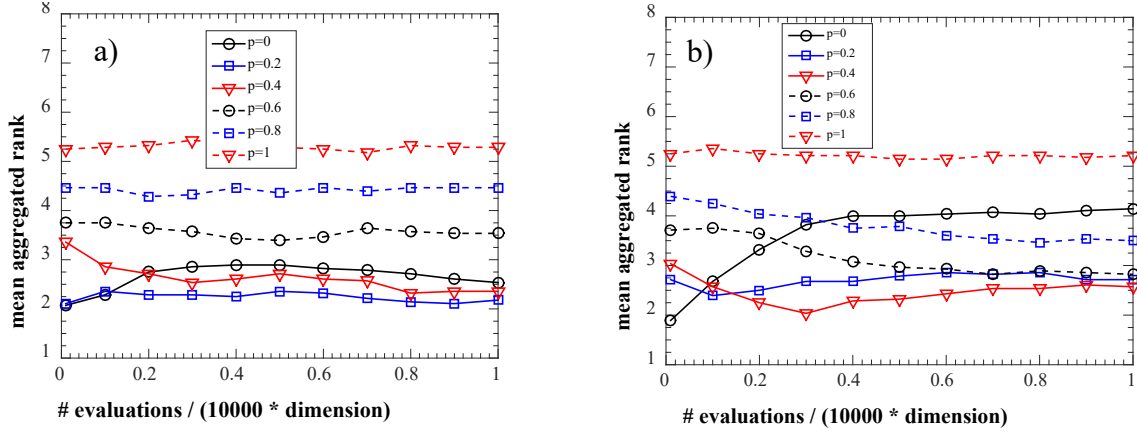 a)
mean aggregated rank
8
7
6
5
4
3
2
1
p=0
p=0.2
p=0.4
p=0.6
p=0.8
p=1
0 0.2 0.4 0.6 0.8 1
# evaluations / (10000 * dimension)
b)
mean aggregated rank
8
7
6
5
4
3
2
1
p=0
p=0.2
p=0.4
p=0.6
p=0.8
p=1
0 0.2 0.4 0.6 0.8 1
# evaluations / (10000 * dimension)